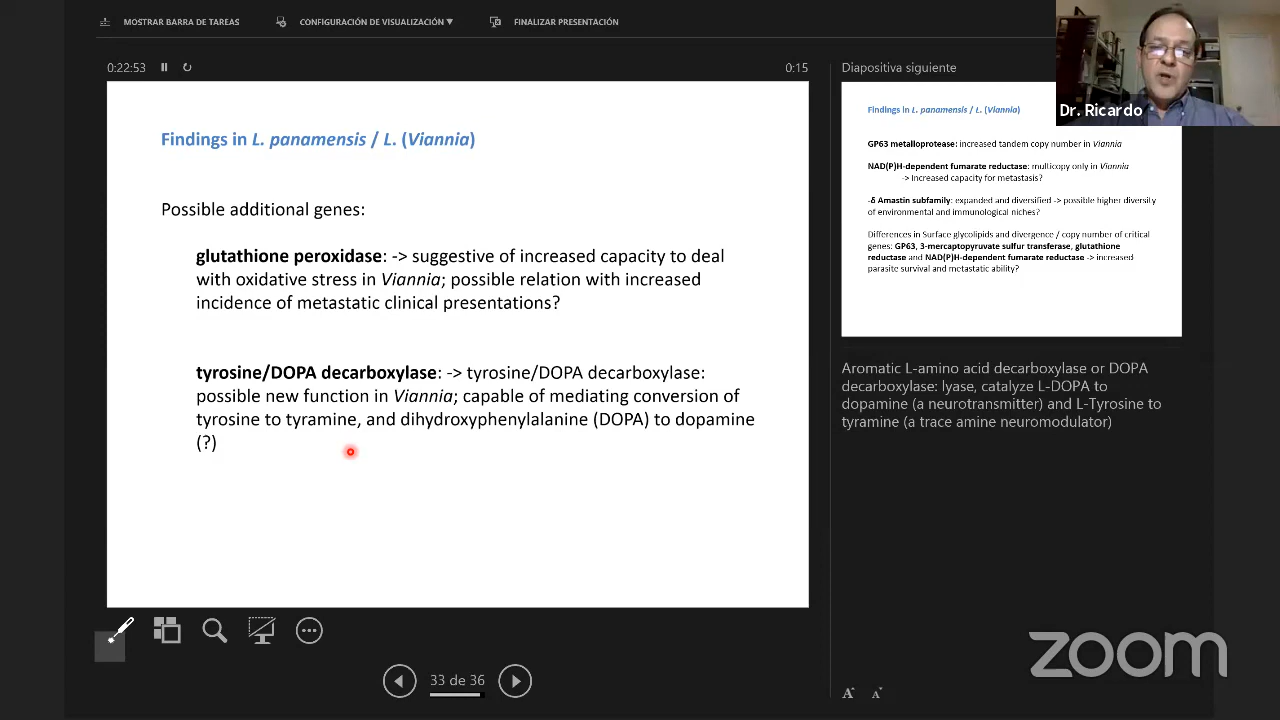 MOSTRAR BARRA DE TAREAS
CONFIGURACIÓN DE VISUALIZACIÓN ▼
FINALIZAR PRESENTACIÓN
0:22:53
0:15
Findings in L. panamensis / L. (Viannia)
Possible additional genes:
glutathione peroxidase: -> suggestive of increased capacity to deal
with oxidative stress in Viannia; possible relation with increased
incidence of metastatic clinical presentations?
tyrosine/DOPA decarboxylase: -> tyrosine/DOPA decarboxylase:
possible new function in Viannia; capable of mediating conversion of
tyrosine to tyramine, and dihydroxyphenylalanine (DOPA) to dopamine
(?)
33 de 36
Diapositiva siguiente
Dr. Ricardo
Findings in L. panamensis / L. (Viannia)
GP63 metalloprotease: increased tandem copy number in Viannia
NAD(P)H-dependent fumarate reductase: multicopy only in Viannia
-> Increased capacity for metastasis?
-δ Amastin subfamily: expanded and diversified -> possible higher diversity
of environmental and immunological niches?
Differences in Surface glycolipids and divergence / copy number of critical
genes: GP63, 3-mercaptopyruvate sulfur transferase, glutathione
reductase and NAD(P)H-dependent fumarate reductase -> increased
parasite survival and metastatic ability?
Aromatic L-amino acid decarboxylase or DOPA
decarboxylase: lyase, catalyze L-DOPA to
dopamine (a neurotransmitter) and L-Tyrosine to
tyramine (a trace amine neuromodulator)
A A
zoom